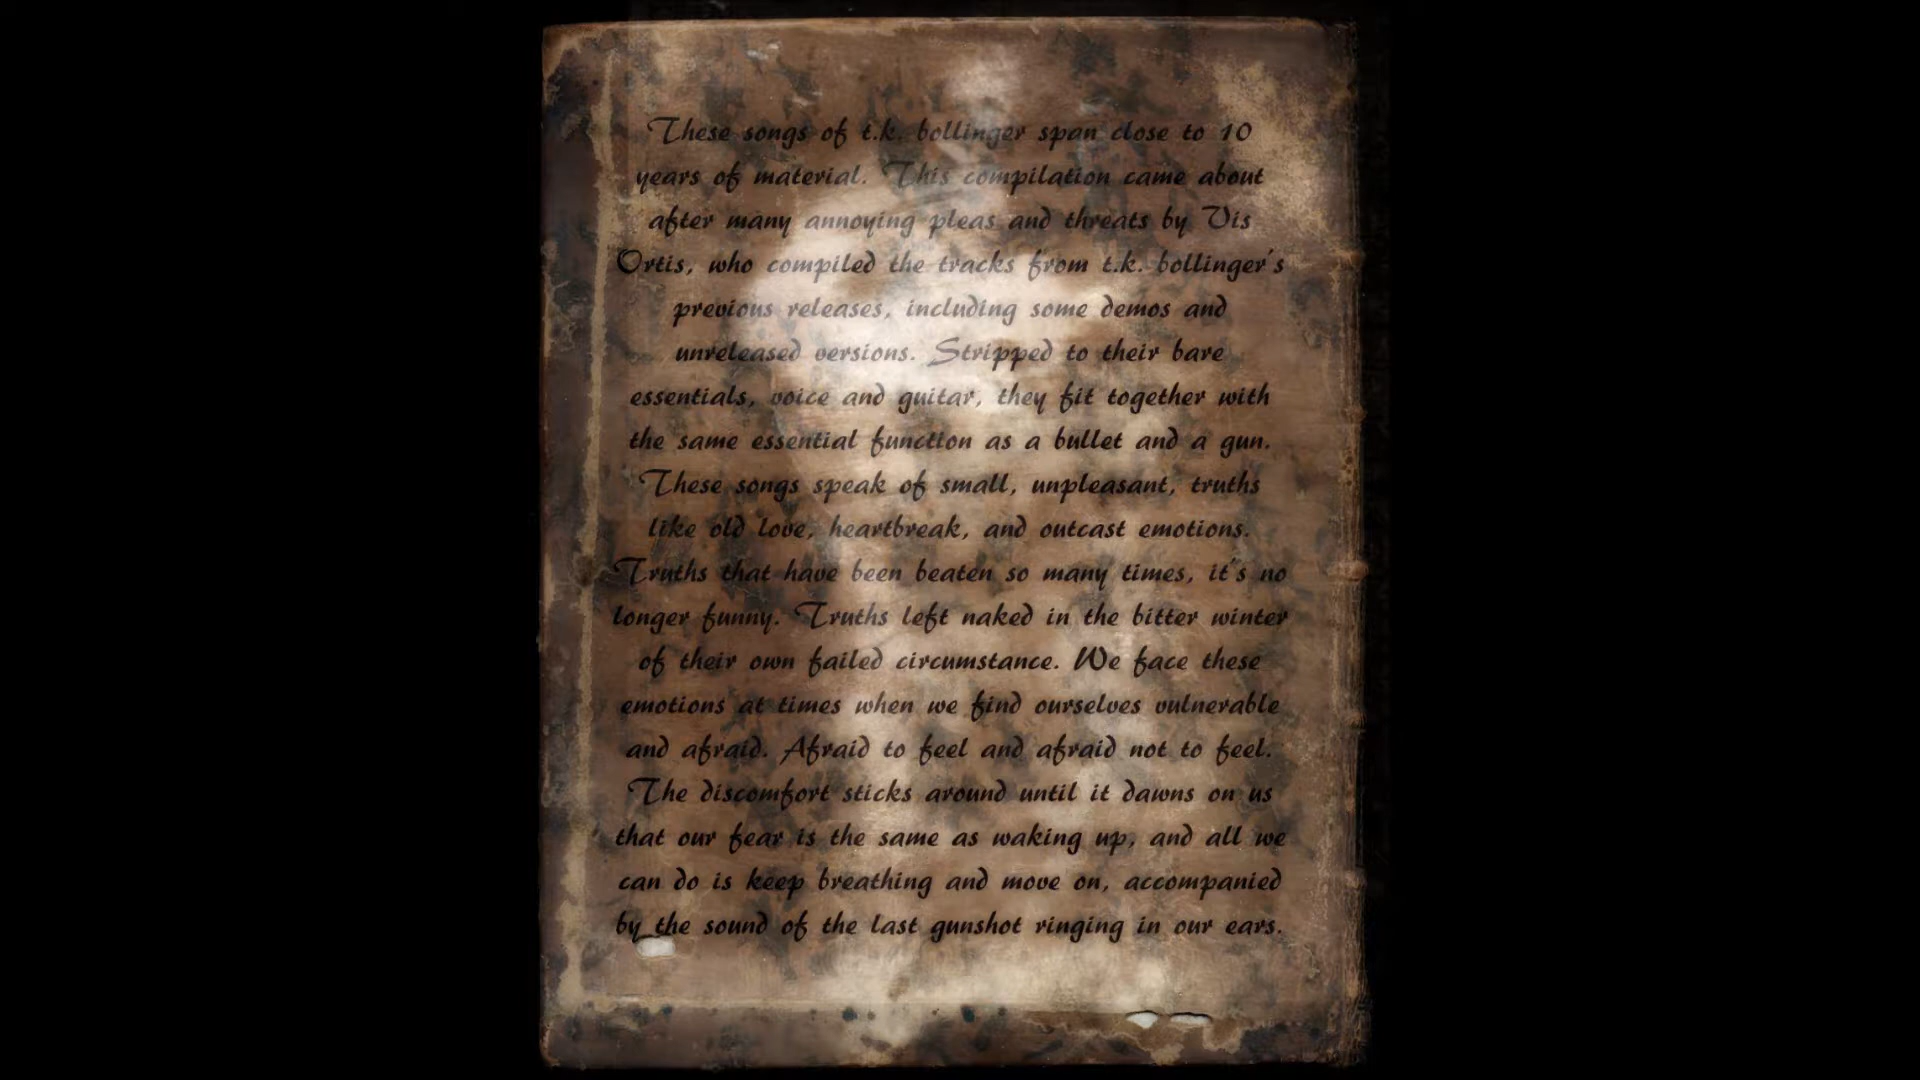 These songs of t.k. bollinger span close to 10
years of material. This compilation came about
after many annoying pleas and threats by Vis
Ortis, who compiled the tracks from t.k. bollinger's
previous releases, including some demos and
unreleased versions. Stripped to their bare
essentials, voice and guitar, they fit together with
the same essential function as a bullet and a gun.
These songs speak of small, unpleasant, truths
like old love, heartbreak, and outcast emotions.
Truths that have been beaten so many times, it's no
longer funny. Truths left naked in the bitter winter
of their own failed circumstance. We face these
emotions at times when we find ourselves vulnerable
and afraid. Afraid to feel and afraid not to feel.
The discomfort sticks around until it dawns on us
that our fear is the same as waking up, and all we
can do is keep breathing and move on, accompanied
by the sound of the last gunshot ringing in our ears.